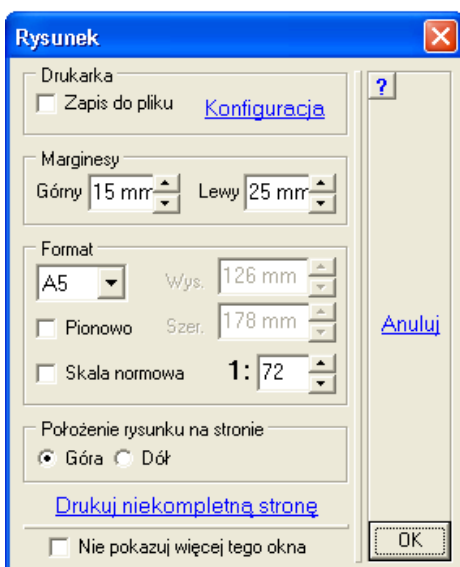 Rysunek
Drukarka
?
Zapis do pliku Konfiguracja
Marginesy
Górny 15 mm Lewy 25 mm
Format
A5 Wys. 126 mm
Pionowo Szer. 178 mm
Anuluj
Skala normowa 1: 72
Położenie rysunku na stronie
Góra Dół
Drukuj niekompletną stronę
OK
Nie pokazuj więcej tego okna